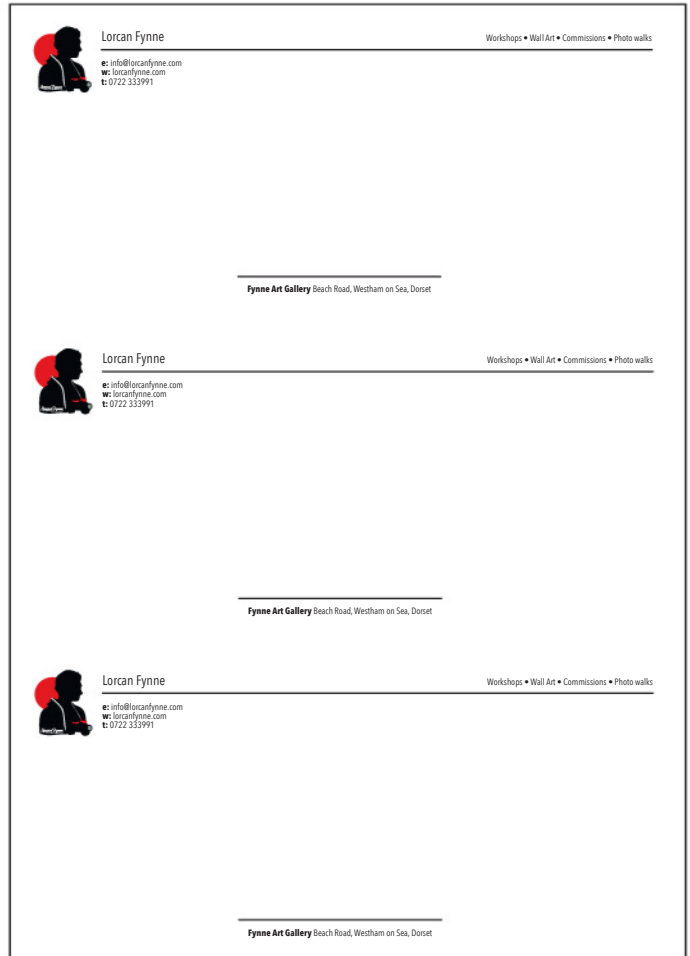 Lorcan Fynne
Workshops • Wall Art • Commissions • Photo walks
e: info@lorcanfynne.com
w: lorcanfynne.com
t: 0722 333991
Fynne Art Gallery Beach Road, Westham on Sea, Dorset
Lorcan Fynne
Workshops • Wall Art • Commissions • Photo walks
e: info@lorcanfynne.com
w: lorcanfynne.com
t: 0722 333991
Fynne Art Gallery Beach Road, Westham on Sea, Dorset
Lorcan Fynne
Workshops • Wall Art • Commissions • Photo walks
e: info@lorcanfynne.com
w: lorcanfynne.com
t: 0722 333991
Fynne Art Gallery Beach Road, Westham on Sea, Dorset